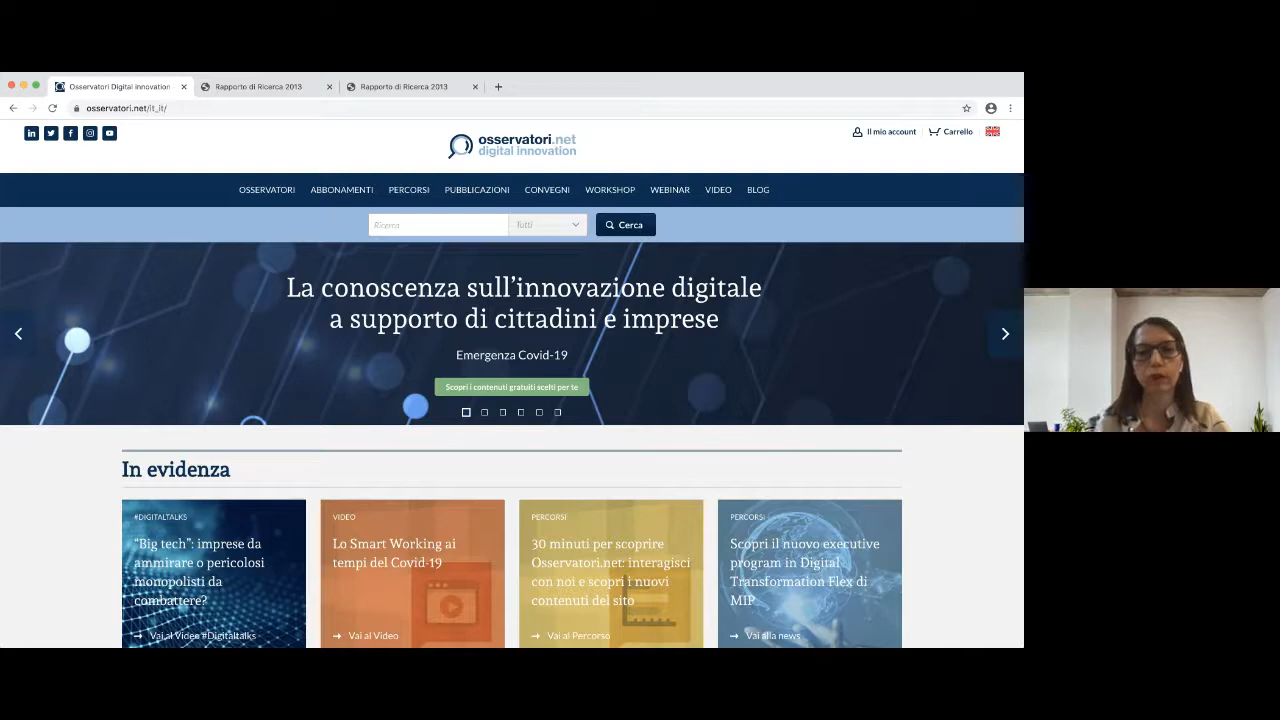 Osservatori Digital innovation
Rapporto di Ricerca 2013
Rapporto di Ricerca 2013
osservatori.net/it_it/
osservatori.net
digital innovation
Il mio account
Carrello
OSSERVATORI ABBONAMENTI PERCORSI PUBBLICAZIONI CONVEGNI WORKSHOP WEBINAR VIDEO BLOG
Ricerca
Tutti
Cerca
La conoscenza sull'innovazione digitale
a supporto di cittadini e imprese
Emergenza Covid-19
Scopri i contenuti gratuiti scelti per te
In evidenza
#DIGITALTALKS
“Big tech”: imprese da
ammirare o pericolosi
monopolisti da
combattere?
Vai al Video #Digitaltalks
VIDEO
Lo Smart Working ai
tempi del Covid-19
Vai al Video
PERCORSI
30 minuti per scoprire
Osservatori.net: interagisci
con noi e scopri i nuovi
contenuti del sito
Vai al Percorso
PERCORSI
Scopri il nuovo executive
program in Digital
Transformation Flex di
MIP
Vai alla news